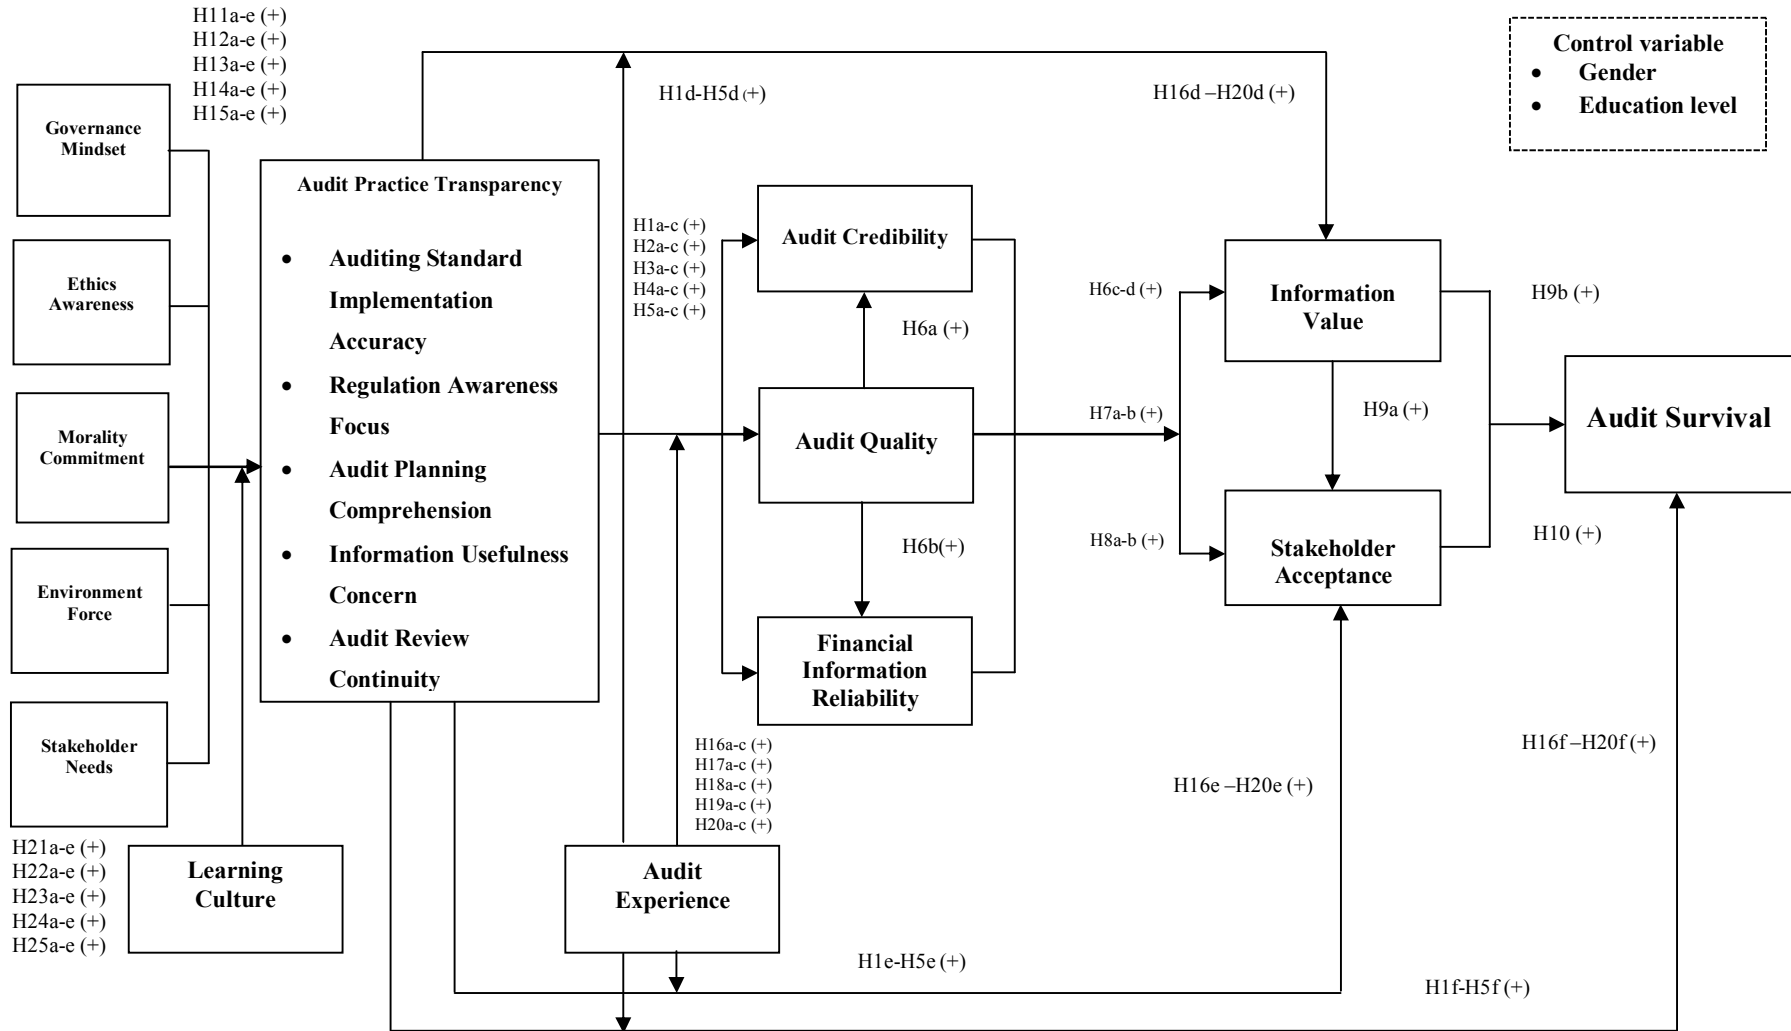 H11a-e (+)
H12a-e (+)
H13a-e (+)
H14a-e (+)
H15a-e (+)
Governance
Mindset
Ethics
Awareness
Morality
Commitment
Environment
Force
Stakeholder
Needs
H21a-e (+)
H22a-e (+)
H23a-e (+)
H24a-e (+)
H25a-e (+)
Learning
Culture
Audit Practice Transparency
• Auditing Standard
Implementation
Accuracy
• Regulation Awareness
Focus
• Audit Planning
Comprehension
• Information Usefulness
Concern
• Audit Review
Continuity
H1d-H5d (+)
H16d –H20d (+)
H1a-c (+)
H2a-c (+)
H3a-c (+)
H4a-c (+)
H5a-c (+)
Audit Credibility
H6a (+)
Audit Quality
H6b(+)
Financial
Information
Reliability
H16a-c (+)
H17a-c (+)
H18a-c (+)
H19a-c (+)
H20a-c (+)
Audit
Experience
H6c-d (+)
H7a-b (+)
H8a-b (+)
Information
Value
H9a (+)
Stakeholder
Acceptance
H9b (+)
H10 (+)
Audit Survival
H16e –H20e (+)
H16f –H20f (+)
H1e-H5e (+)
H1f-H5f (+)
Control variable
• Gender
• Education level